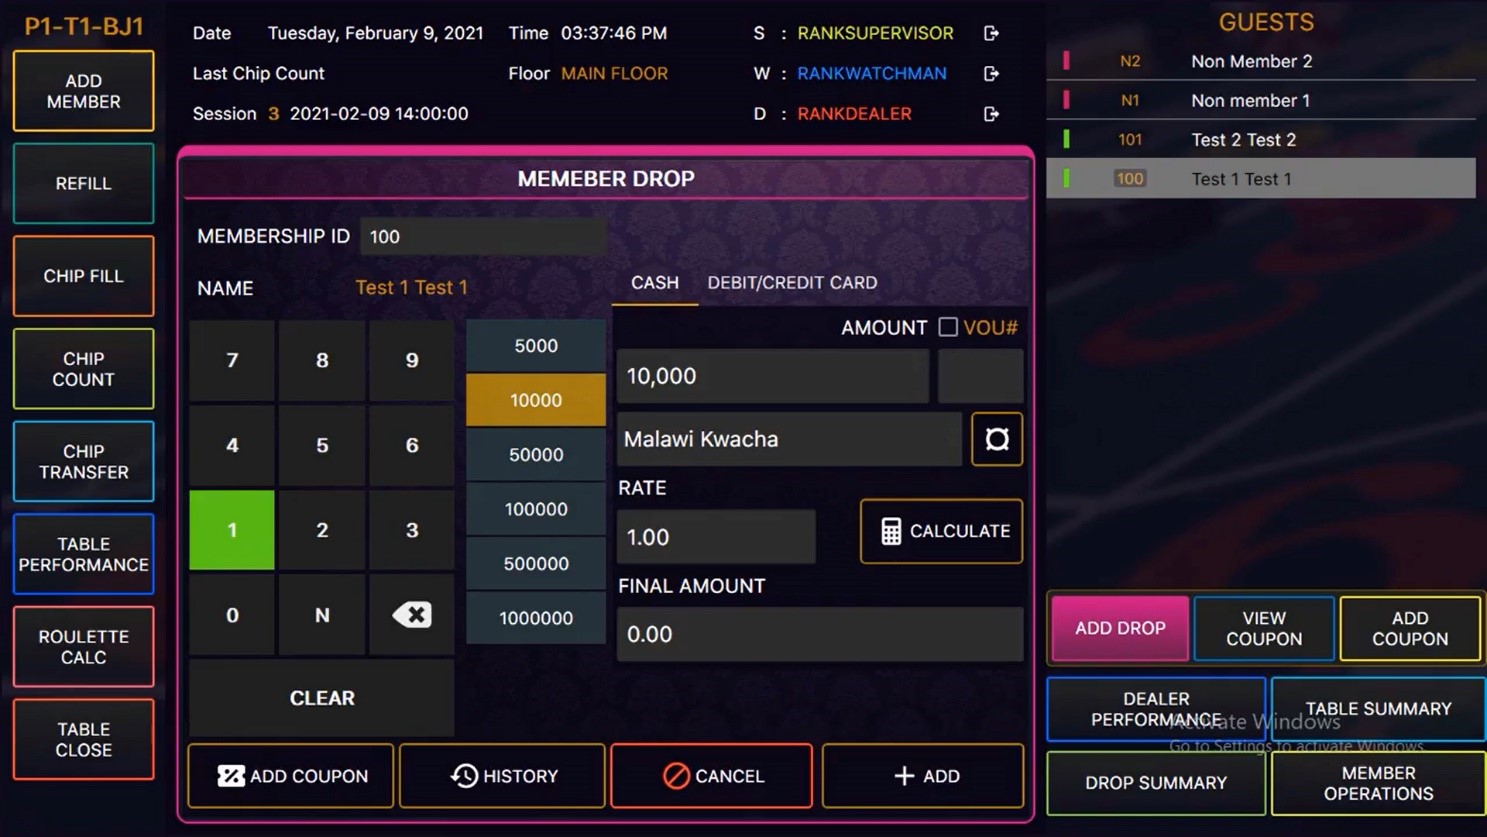 P1-T1-BJ1
ADD
MEMBER
REFILL
CHIP FILL
CHIP
COUNT
CHIP
TRANSFER
TABLE
PERFORMANCE
ROULETTE
CALC
TABLE
CLOSE
Date Tuesday, February 9, 2021 Time 03:37:46 PM
Last Chip Count Floor MAIN FLOOR
Session 3 2021-02-09 14:00:00
S : RANKSUPERVISOR
W : RANKWATCHMAN
D : RANKDEALER
MEMEBER DROP
MEMBERSHIP ID 100
NAME Test 1 Test 1
7 8 9
4 5 6
1 2 3
0 N
CLEAR
5000
10000
50000
100000
500000
1000000
CASH DEBIT/CREDIT CARD
AMOUNT VOU#
10,000
Malawi Kwacha
RATE
1.00
CALCULATE
FINAL AMOUNT
0.00
ADD COUPON
HISTORY
CANCEL
ADD
GUESTS
N2 Non Member 2
N1 Non member 1
101 Test 2 Test 2
100 Test 1 Test 1
ADD DROP
VIEW
COUPON
ADD
COUPON
DEALER
PERFORMANCE
TABLE SUMMARY
Activate Windows
Go to Settings to activate Windows.
DROP SUMMARY
MEMBER
OPERATIONS